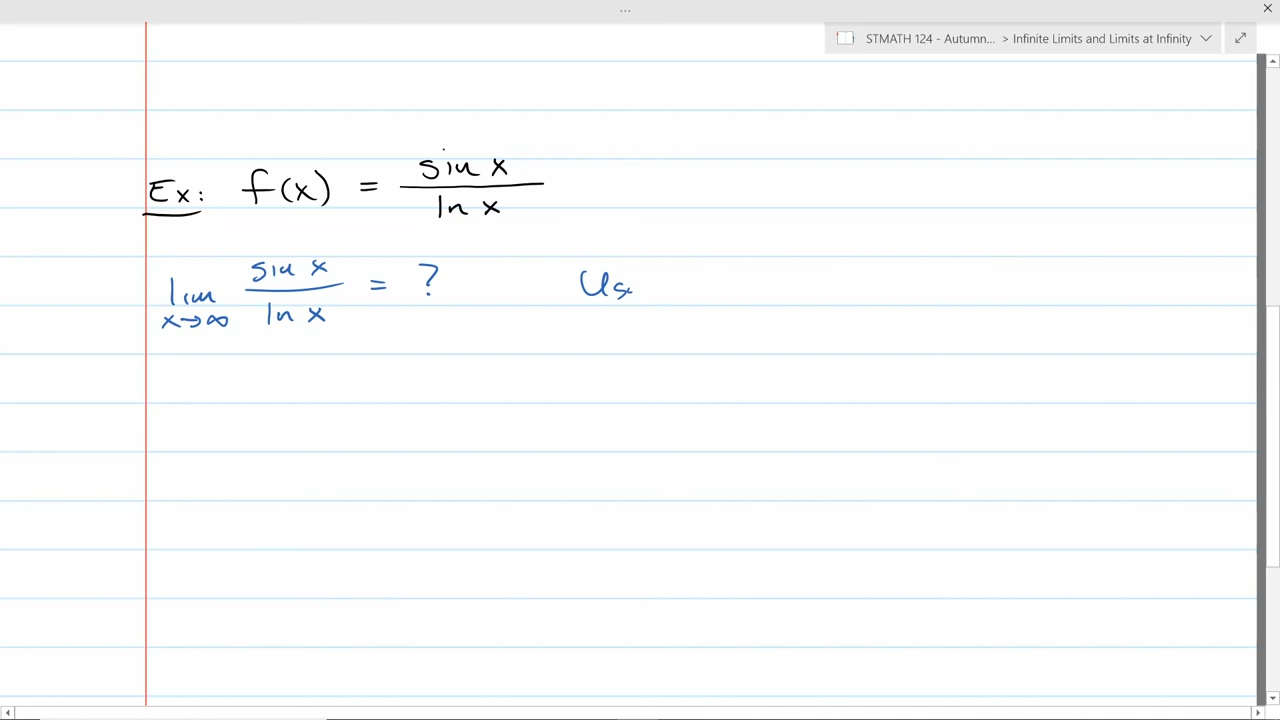 ...
STMATH 124 - Autumn... > Infinite Limits and Limits at Infinity
Ex: f(x) = sin x / ln x
lim x→∞ sin x / ln x = ? Us